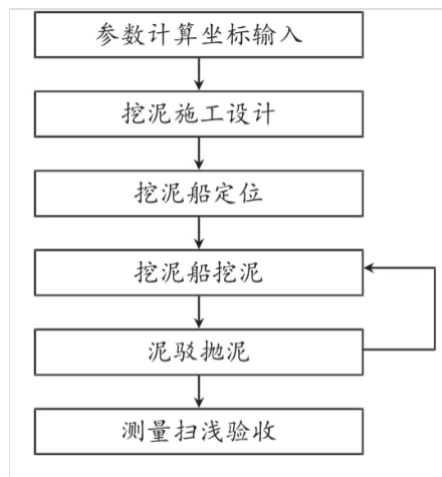 参数计算坐标输入
挖泥施工设计
挖泥船定位
挖泥船挖泥
泥驳抛泥
测量扫浅验收